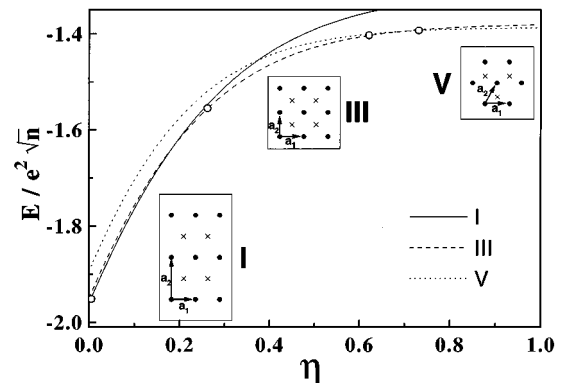 -1.4
-1.6
-1.8
-2.0
E / e² √n
0.0 0.2 0.4 0.6 0.8 1.0
η
I
III
V
a₂
a₁
a₂
a₁
a₂
a₁
I
III
V